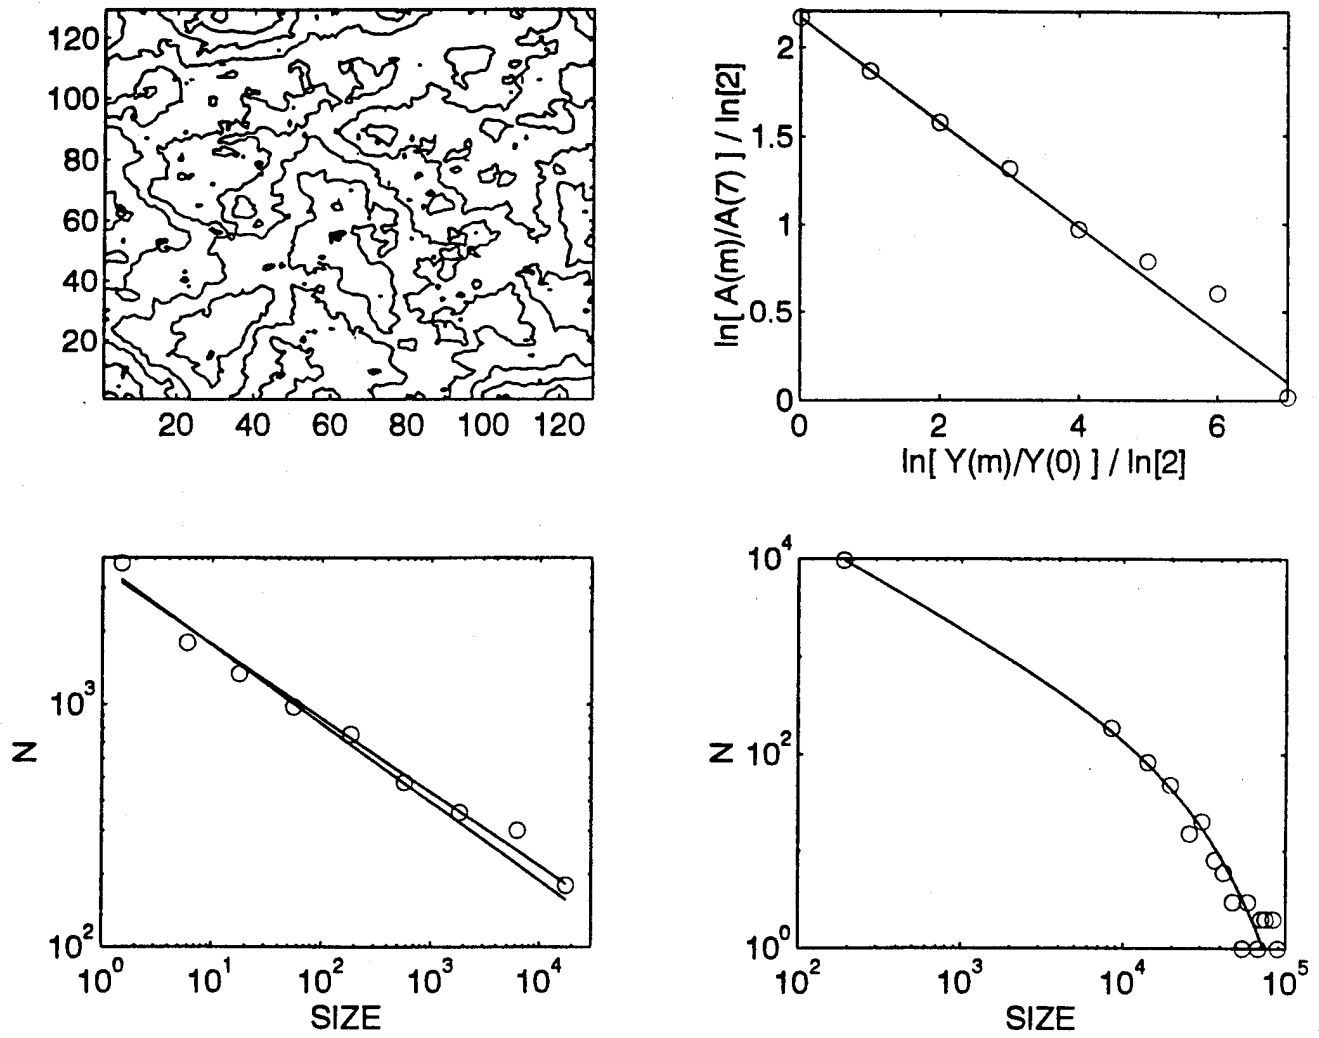 120
100
80
60
40
20
20 40 60 80 100 120
ln[ A(m)/A(7) ] / ln[2]
2
1.5
1
0.5
0
0 2 4 6
ln[ Y(m)/Y(0) ] / ln[2]
N
10^3
10^2
10^0 10^1 10^2 10^3 10^4
SIZE
N
10^4
10^2
10^0
10^2 10^3 10^4 10^5
SIZE